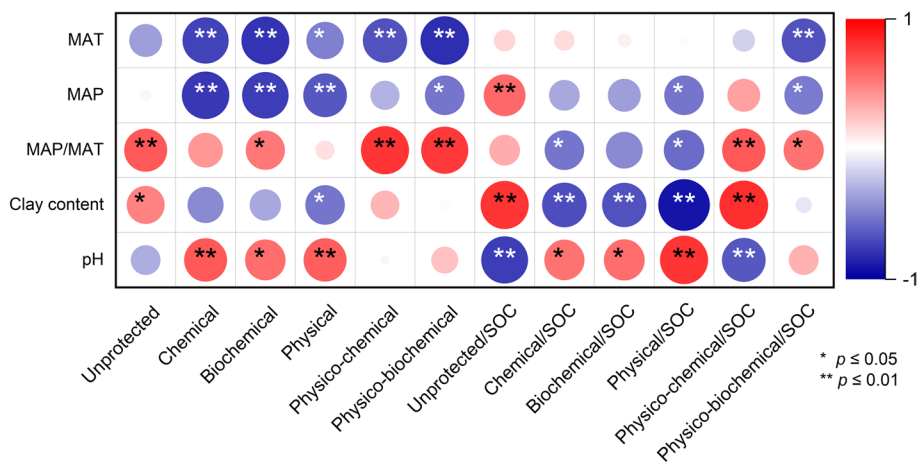 MAT ** ** * ** ** **
MAP ** ** ** * ** * *
MAP/MAT ** * ** ** * * ** *
Clay content * * ** ** ** ** **
pH ** * ** ** * * ** **
1
-1
Unprotected
Chemical
Biochemical
Physical
Physico-chemical
Physico-biochemical
Unprotected/SOC
Chemical/SOC
Biochemical/SOC
Physical/SOC
Physico-chemical/SOC
Physico-biochemical/SOC
* p ≤ 0.05
** p ≤ 0.01